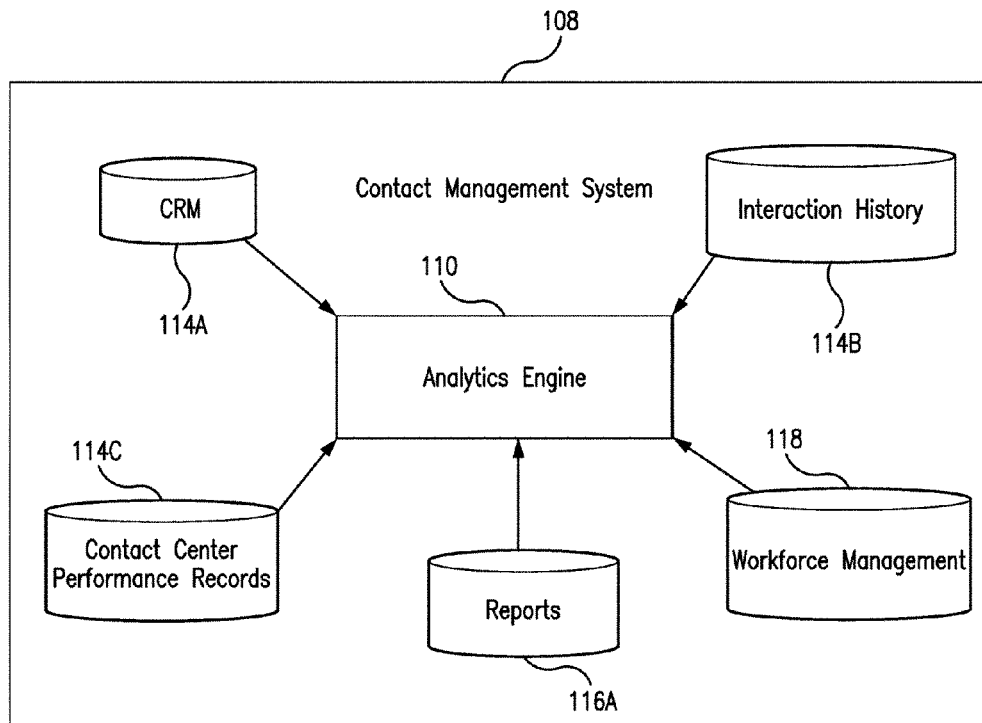 108
CRM
Contact Management System
Interaction History
114A
110
114B
Analytics Engine
114C
118
Contact Center
Performance Records
Workforce Management
Reports
116A